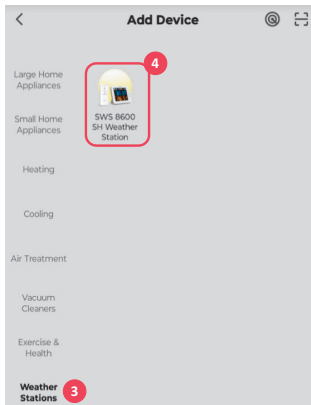 Add Device
4
Large Home
Appliances
SWS 8600
SH Weather
Station
Small Home
Appliances
Heating
Cooling
Air Treatment
Vacuum
Cleaners
Exercise &
Health
Weather
Stations
3